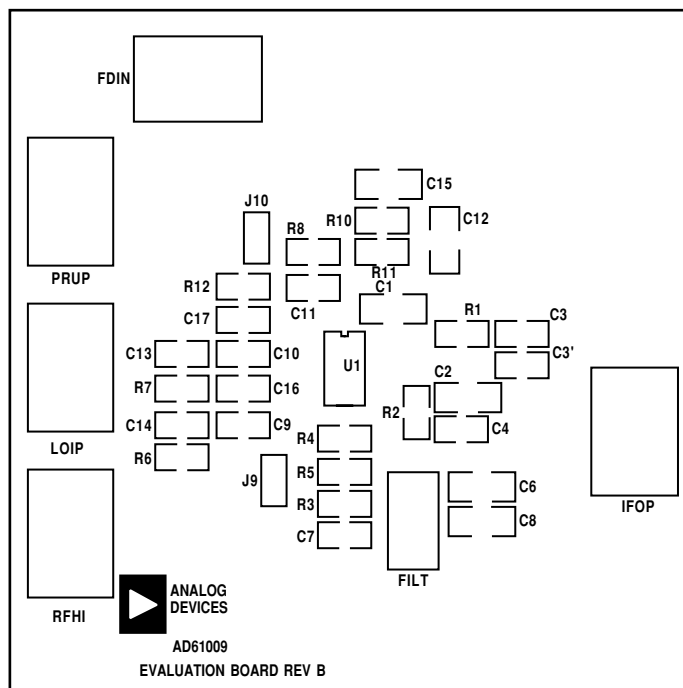 FDIN
C15
J10
R10
C12
R8
PRUP
R11
R12
C1
C11
C17
R1
C3
C13
C10
U1
C3'
C2
R7
C16
R2
C14
C9
R4
C4
LOIP
R6
J9
R5
C6
R3
IFOP
C7
C8
FILT
ANALOG
DEVICES
RFHI
AD61009
EVALUATION BOARD REV B